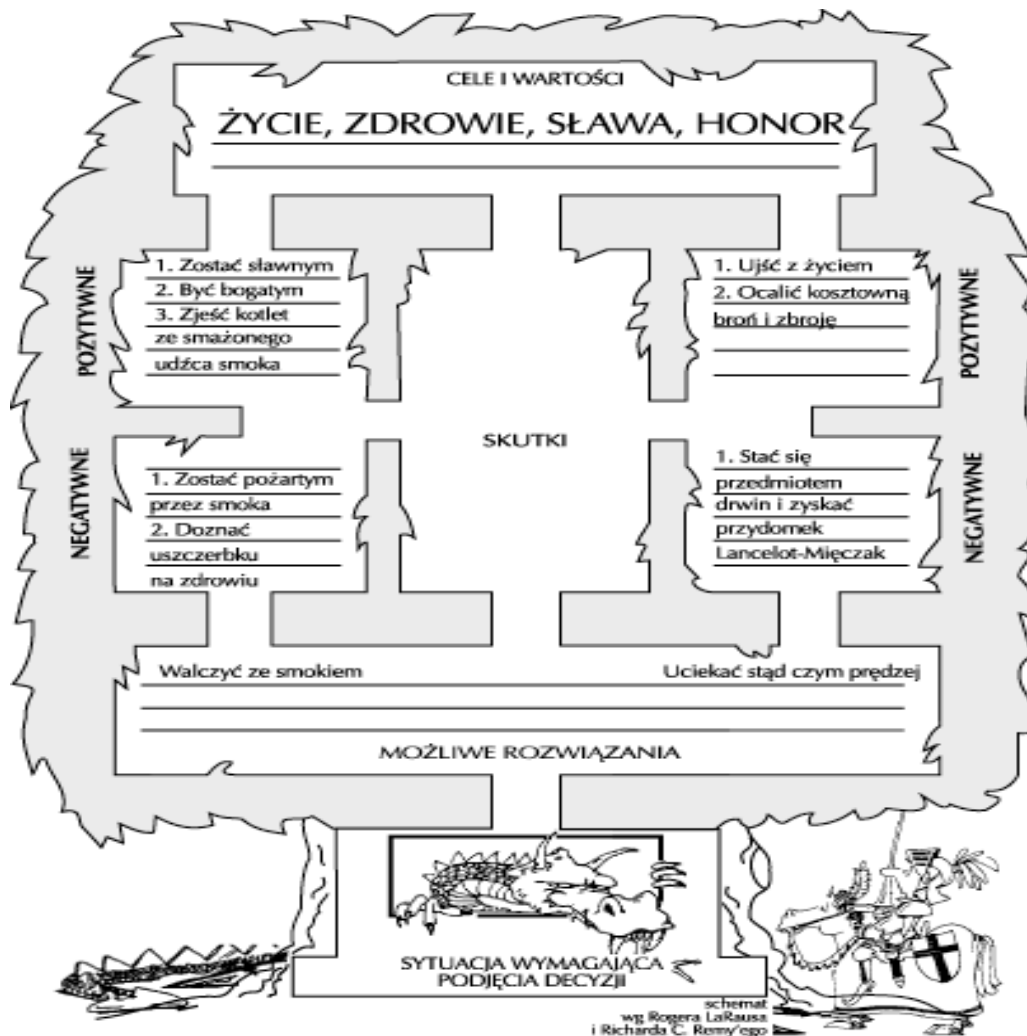 CELE I WARTOŚCI
ŻYCIE, ZDROWIE, SŁAWA, HONOR
POZYTYWNE
1. Zostać sławnym
2. Być bogatym
3. Zjeść kotlet
ze smażonego
udźca smoka
1. Ujść z życiem
2. Ocalić kosztowną
broń i zbroję
POZYTYWNE
SKUTKI
NEGATYWNE
1. Zostać pożartym
przez smoka
2. Doznać
uszczerbku
na zdrowiu
1. Stać się
przedmiotem
drwin i zyskać
przydomek
Lancelot-Mięczak
NEGATYWNE
Walczyć ze smokiem
Uciekać stąd czym prędzej
MOŻLIWE ROZWIĄZANIA
SYTUACJA WYMAGAJĄCA
PODJĘCIA DECYZJI
schemat
wg Rogera LaRausa
i Richarda C. Remy'ego